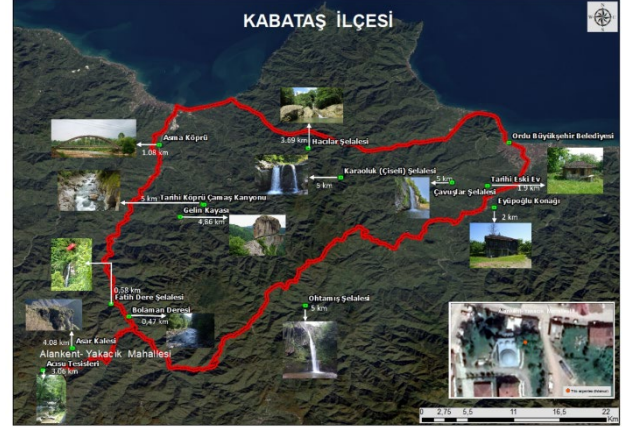 KABATAŞ İLÇESİ
Ordu Büyükşehir Belediyesi
Asma Köprü
1.08 km
3.69 km
Hacılar Şelalesi
Karaoluk (Çiseli) Şelalesi
5 km
5 km
Çavuşlar Şelalesi
Tarihi Eski Ev
1.9 km
5 km
Tarihi Köprü Çamaş Kanyonu
Gelin Kayası
4,86 km
Eyüpoğlu Konağı
2 km
0.58 km
Fatih Dere Şelalesi
Bolaman Deresi
0,47 km
Ohtamış Şelalesi
5 km
4.08 km
Asar Kalesi
Alankent- Yakacık Mahallesi
Acısu Tesisleri
3.06 km
0 2,75 5,5 11 16,5 22
Km